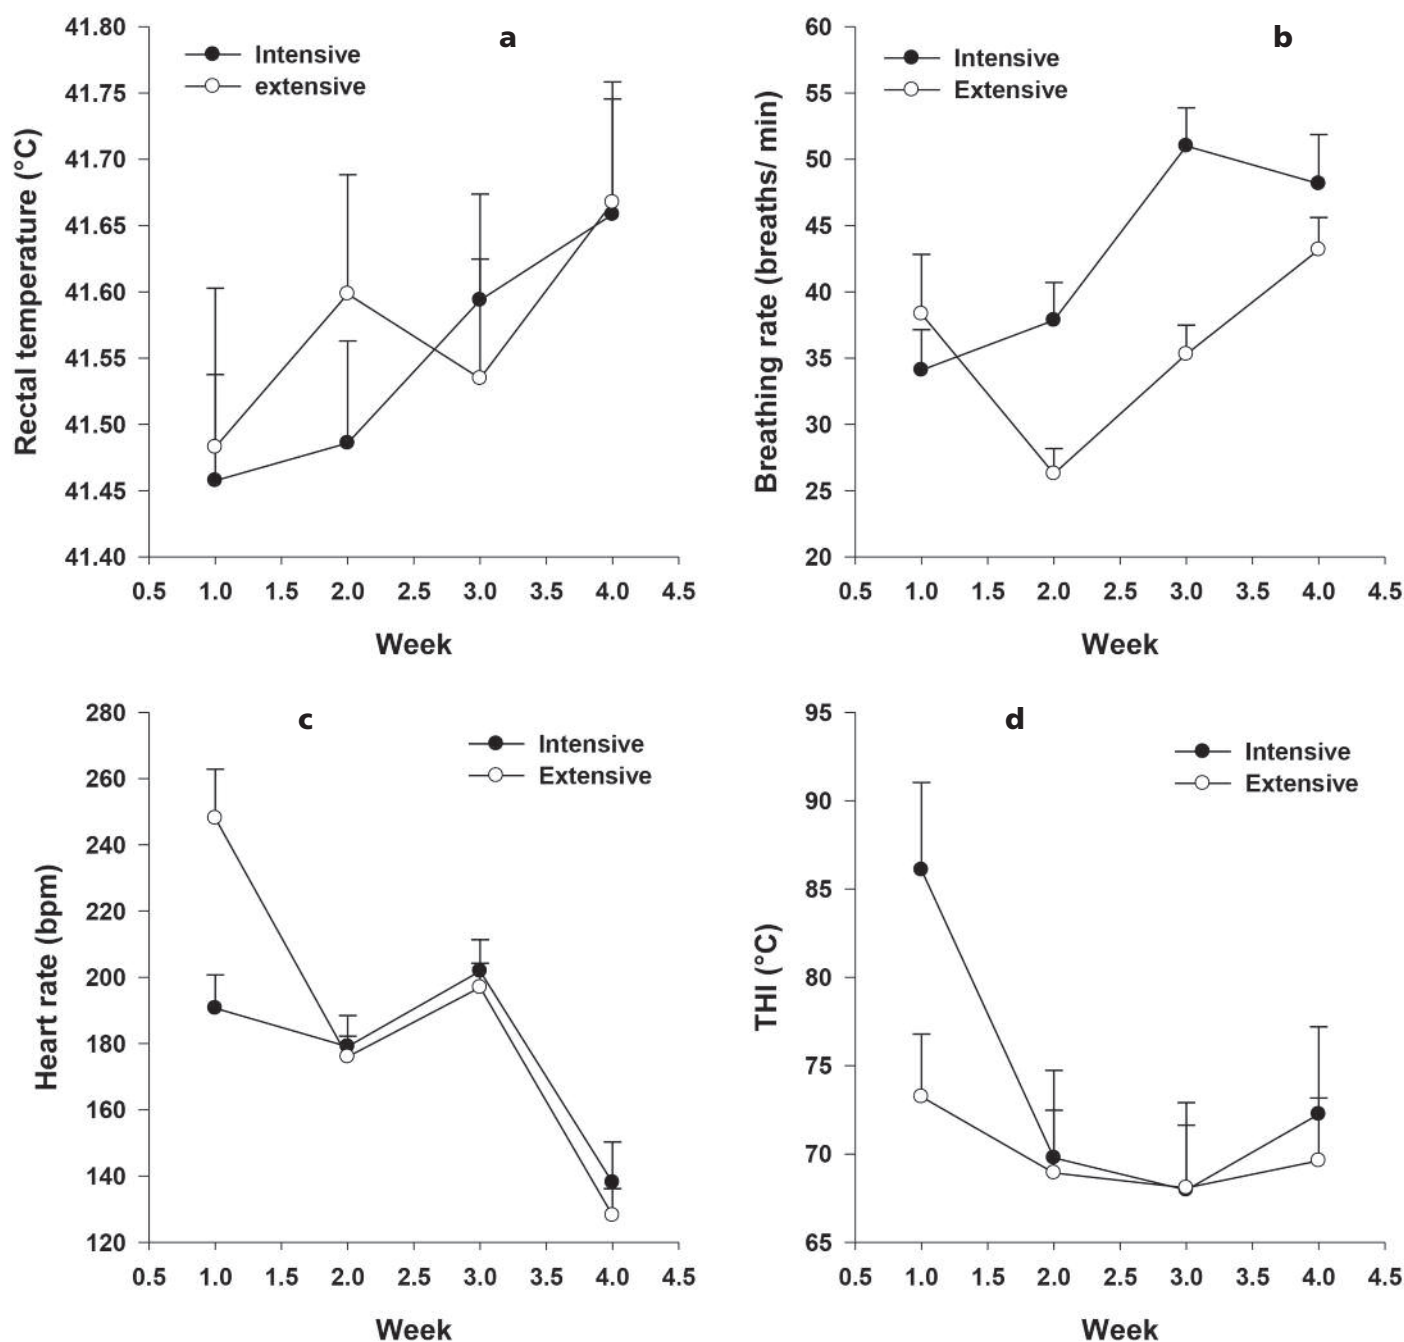 a
Intensive
extensive
Rectal temperature (°C)
41.80
41.75
41.70
41.65
41.60
41.55
41.50
41.45
41.40
0.5 1.0 1.5 2.0 2.5 3.0 3.5 4.0 4.5
Week
b
Intensive
Extensive
Breathing rate (breaths/ min)
60
55
50
45
40
35
30
25
20
0.5 1.0 1.5 2.0 2.5 3.0 3.5 4.0 4.5
Week
c
Intensive
Extensive
Heart rate (bpm)
280
260
240
220
200
180
160
140
120
0.5 1.0 1.5 2.0 2.5 3.0 3.5 4.0 4.5
Week
d
Intensive
Extensive
THI (°C)
95
90
85
80
75
70
65
0.5 1.0 1.5 2.0 2.5 3.0 3.5 4.0 4.5
Week